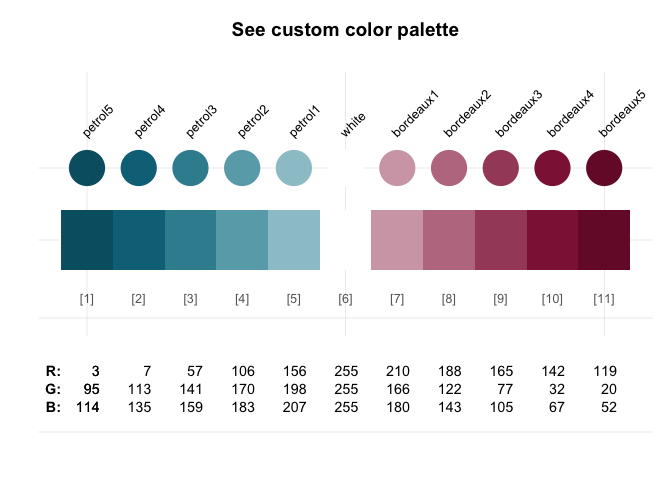 See custom color palette
petrol5 petrol4 petrol3 petrol2 petrol1 white bordeaux1 bordeaux2 bordeaux3 bordeaux4 bordeaux5
[1] [2] [3] [4] [5] [6] [7] [8] [9] [10] [11]
R: 3 7 57 106 156 255 210 188 165 142 119
G: 95 113 141 170 198 255 166 122 77 32 20
B: 114 135 159 183 207 255 180 143 105 67 52